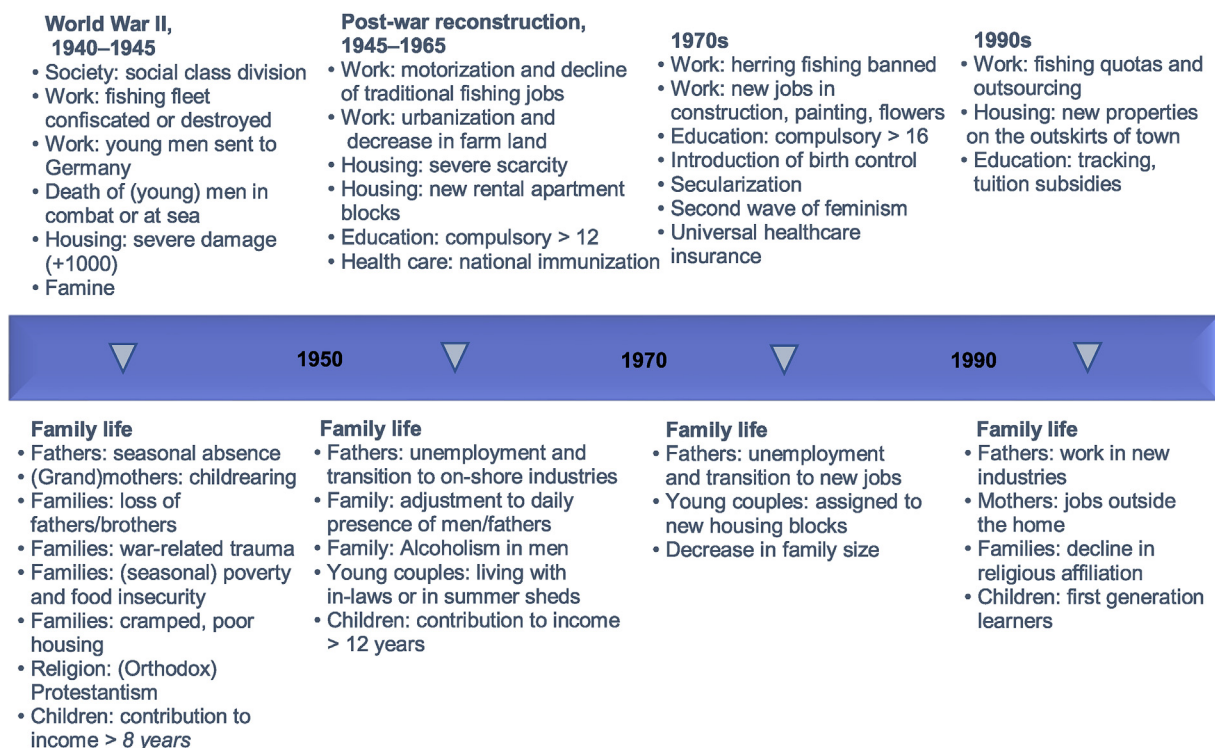 World War II,
1940–1945
• Society: social class division
• Work: fishing fleet
confiscated or destroyed
• Work: young men sent to
Germany
• Death of (young) men in
combat or at sea
• Housing: severe damage
(+1000)
• Famine
Post-war reconstruction,
1945–1965
• Work: motorization and decline
of traditional fishing jobs
• Work: urbanization and
decrease in farm land
• Housing: severe scarcity
• Housing: new rental apartment
blocks
• Education: compulsory > 12
• Health care: national immunization
1970s
• Work: herring fishing banned
• Work: new jobs in
construction, painting, flowers
• Education: compulsory > 16
• Introduction of birth control
• Secularization
• Second wave of feminism
• Universal healthcare
insurance
1990s
• Work: fishing quotas and
outsourcing
• Housing: new properties
on the outskirts of town
• Education: tracking,
tuition subsidies
1950
1970
1990
Family life
• Fathers: seasonal absence
• (Grand)mothers: childrearing
• Families: loss of
fathers/brothers
• Families: war-related trauma
• Families: (seasonal) poverty
and food insecurity
• Families: cramped, poor
housing
• Religion: (Orthodox)
Protestantism
• Children: contribution to
income > 8 years
Family life
• Fathers: unemployment and
transition to on-shore industries
• Family: adjustment to daily
presence of men/fathers
• Family: Alcoholism in men
• Young couples: living with
in-laws or in summer sheds
• Children: contribution to income
> 12 years
Family life
• Fathers: unemployment
and transition to new jobs
• Young couples: assigned to
new housing blocks
• Decrease in family size
Family life
• Fathers: work in new
industries
• Mothers: jobs outside
the home
• Families: decline in
religious affiliation
• Children: first generation
learners